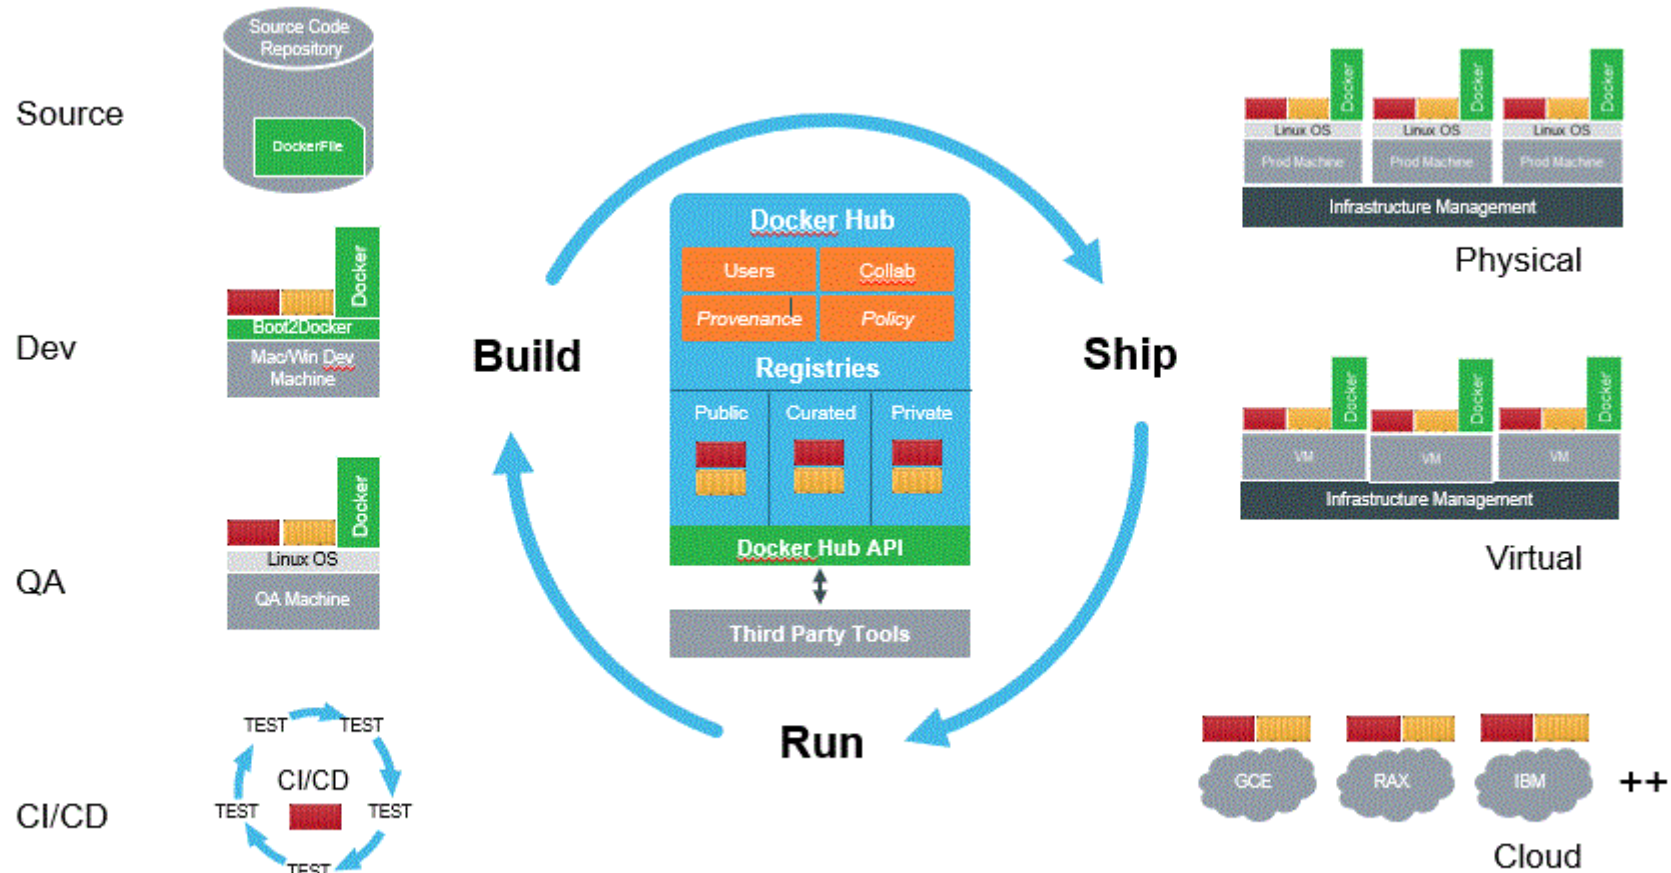 Source
Source Code
Repository
DockerFile
Dev
Docker
Boot2Docker
Mac/Win Dev
Machine
QA
Docker
Linux OS
QA Machine
CI/CD
TEST
TEST
TEST
TEST
TEST
CI/CD
Build
Ship
Run
Docker Hub
Users
Collab
Provenance
Policy
Registries
Public
Curated
Private
Docker Hub API
Third Party Tools
Docker
Docker
Docker
Linux OS
Linux OS
Linux OS
Prod Machine
Prod Machine
Prod Machine
Infrastructure Management
Physical
Docker
Docker
Docker
VM
VM
VM
Infrastructure Management
Virtual
GCE
RAX
IBM
++
Cloud